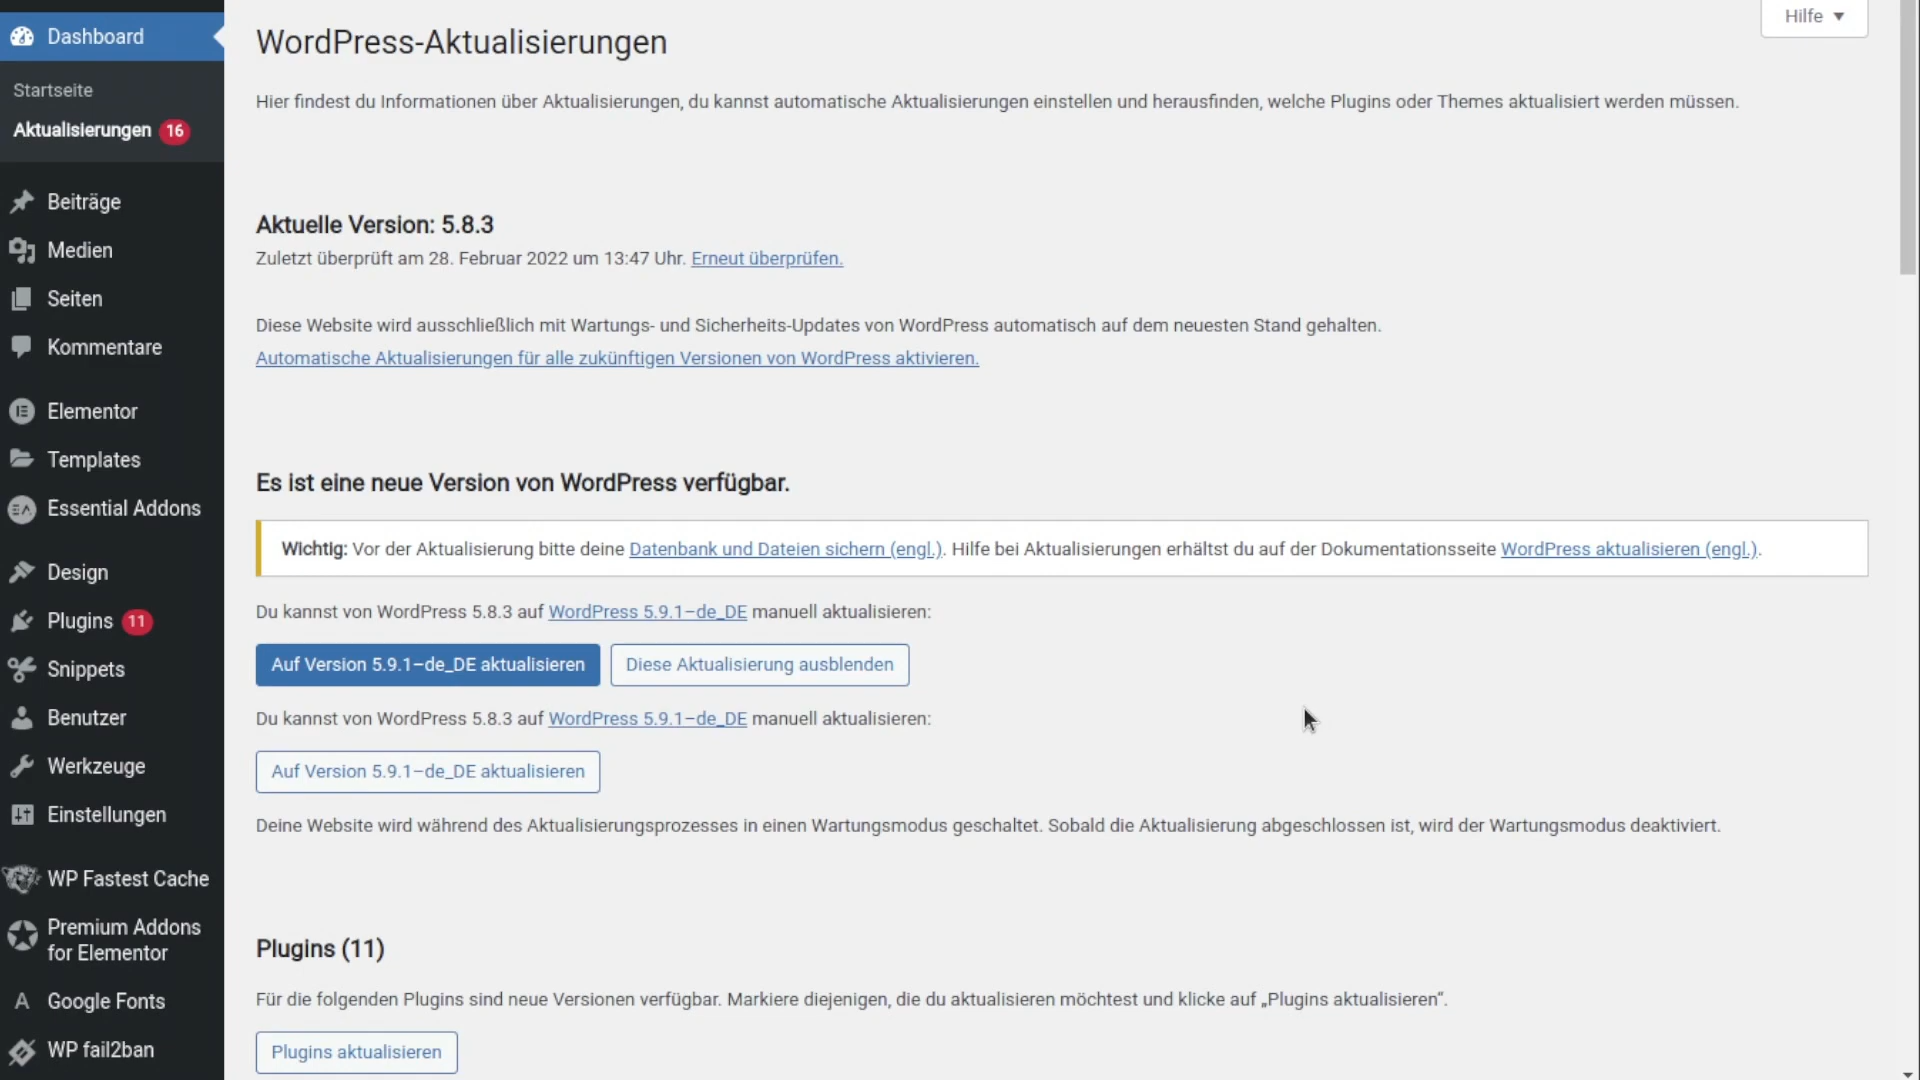 Dashboard
Startseite
Aktualisierungen 16
Beiträge
Medien
Seiten
Kommentare
Elementor
Templates
Essential Addons
Design
Plugins 11
Snippets
Benutzer
Werkzeuge
Einstellungen
WP Fastest Cache
Premium Addons
for Elementor
Google Fonts
WP fail2ban
Hilfe
WordPress-Aktualisierungen
Hier findest du Informationen über Aktualisierungen, du kannst automatische Aktualisierungen einstellen und herausfinden, welche Plugins oder Themes aktualisiert werden müssen.
Aktuelle Version: 5.8.3
Zuletzt überprüft am 28. Februar 2022 um 13:47 Uhr. Erneut überprüfen.
Diese Website wird ausschließlich mit Wartungs- und Sicherheits-Updates von WordPress automatisch auf dem neuesten Stand gehalten.
Automatische Aktualisierungen für alle zukünftigen Versionen von WordPress aktivieren.
Es ist eine neue Version von WordPress verfügbar.
Wichtig: Vor der Aktualisierung bitte deine Datenbank und Dateien sichern (engl.). Hilfe bei Aktualisierungen erhältst du auf der Dokumentationsseite WordPress aktualisieren (engl.).
Du kannst von WordPress 5.8.3 auf WordPress 5.9.1–de_DE manuell aktualisieren:
Auf Version 5.9.1–de_DE aktualisieren Diese Aktualisierung ausblenden
Du kannst von WordPress 5.8.3 auf WordPress 5.9.1–de_DE manuell aktualisieren:
Auf Version 5.9.1–de_DE aktualisieren
Deine Website wird während des Aktualisierungsprozesses in einen Wartungsmodus geschaltet. Sobald die Aktualisierung abgeschlossen ist, wird der Wartungsmodus deaktiviert.
Plugins (11)
Für die folgenden Plugins sind neue Versionen verfügbar. Markiere diejenigen, die du aktualisieren möchtest und klicke auf „Plugins aktualisieren“.
Plugins aktualisieren